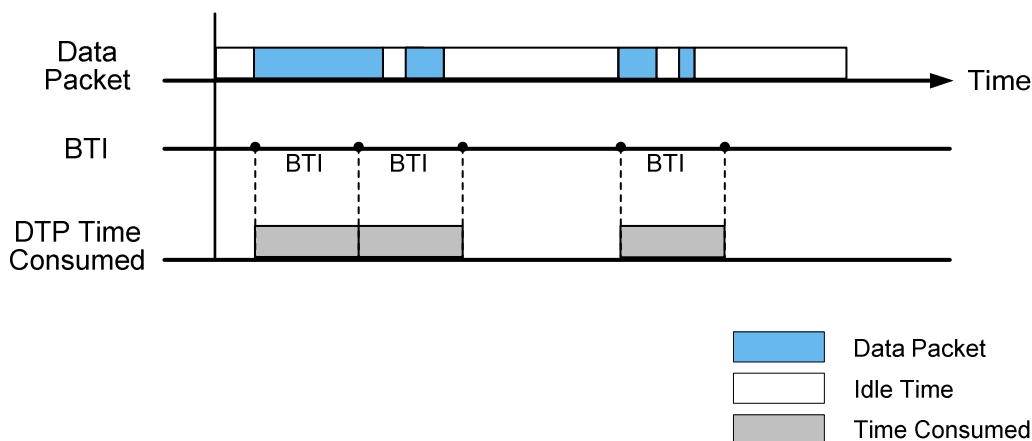 Data
Packet
Time
BTI
BTI
BTI
BTI
DTP Time
Consumed
Data Packet
Idle Time
Time Consumed